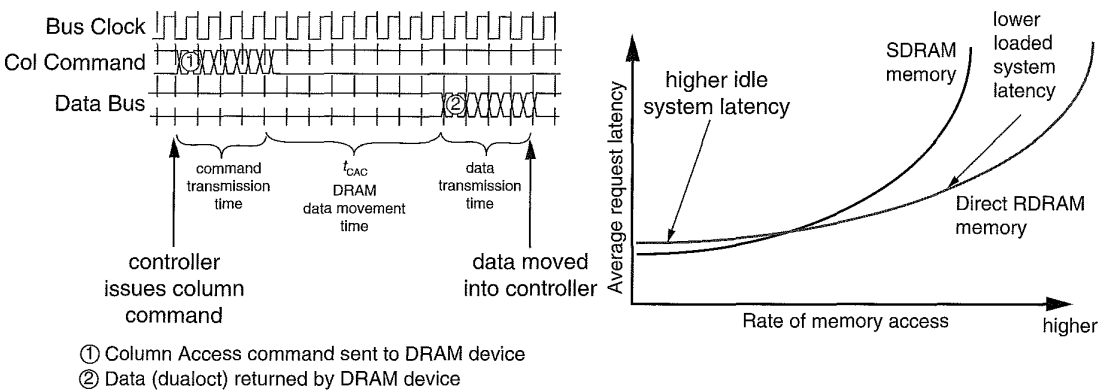 Bus Clock
Col Command
①
Data Bus
②
command
transmission
time
tCAC
DRAM
data movement
time
data
transmission
time
controller
issues column
command
data moved
into controller
① Column Access command sent to DRAM device
② Data (dualoct) returned by DRAM device
Average request latency
higher idle
system latency
SDRAM
memory
lower
loaded
system
latency
Direct RDRAM
memory
Rate of memory access
higher